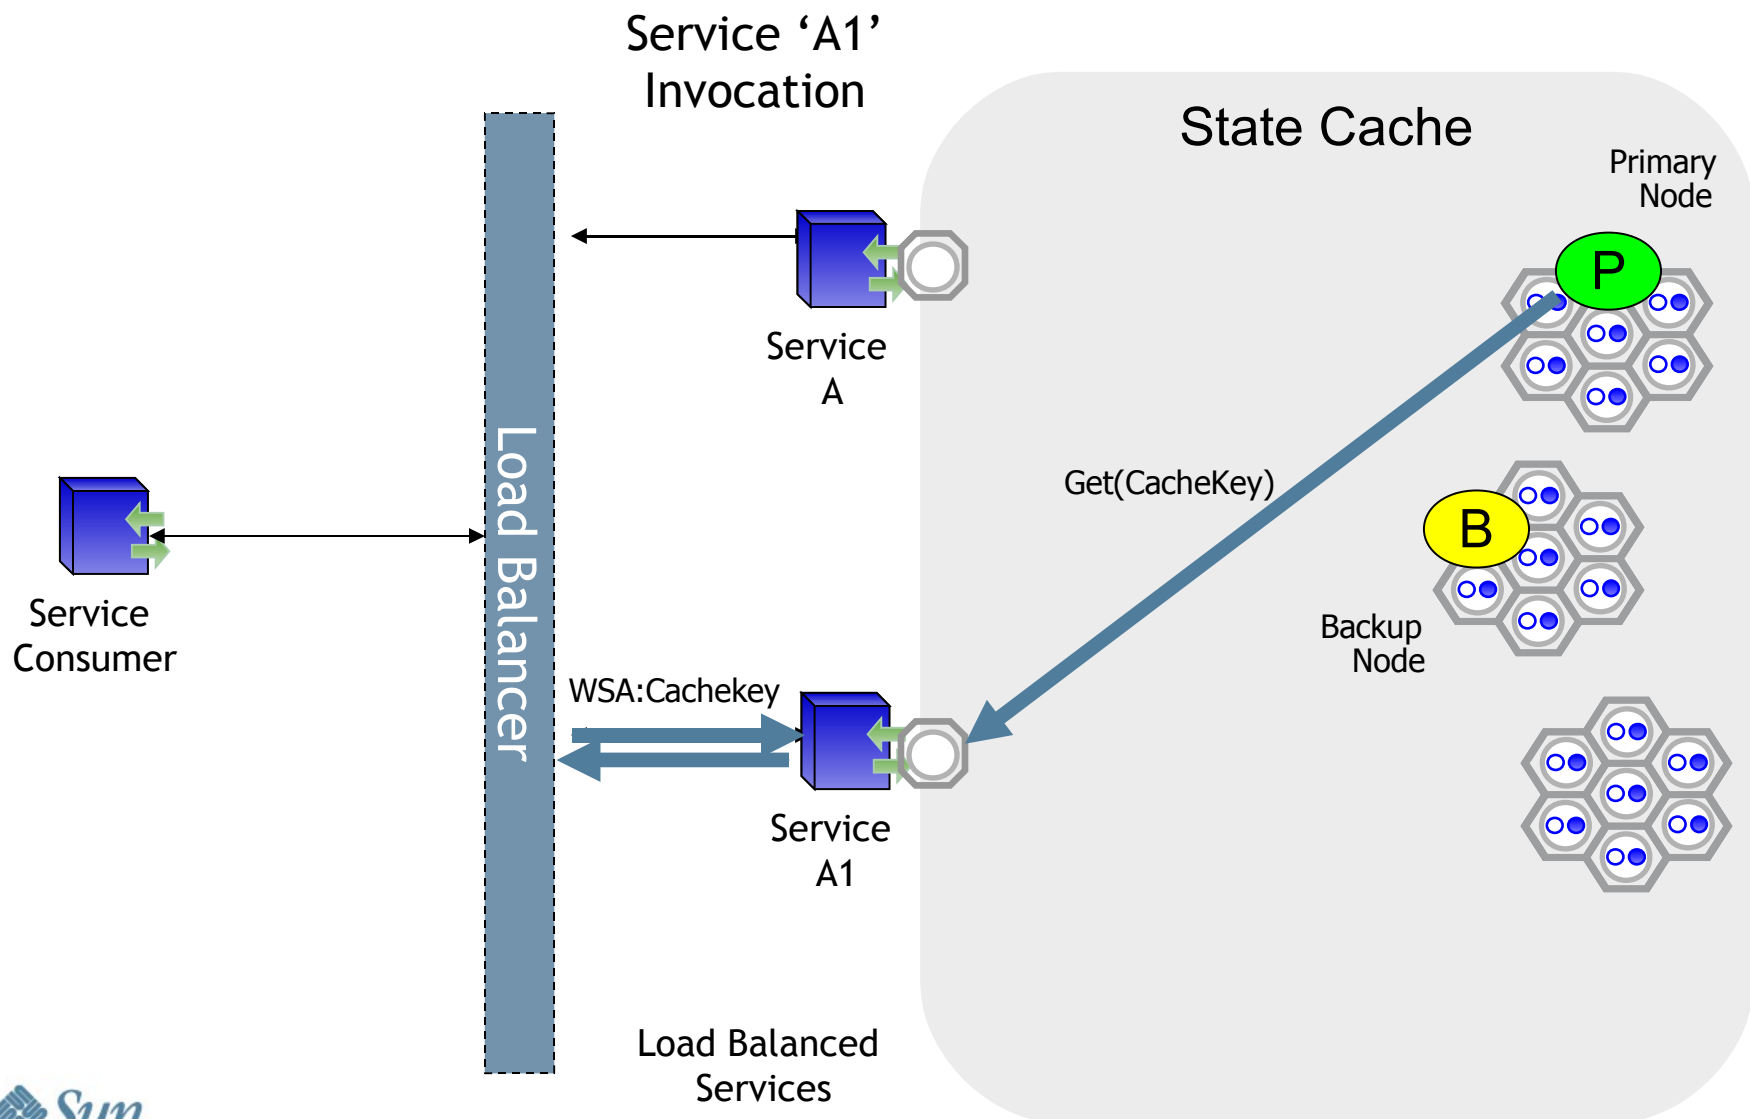 Service ‘A1’
Invocation
State Cache
Primary
Node
P
Service
A
Load Balancer
Get(CacheKey)
B
Service
Consumer
Backup
Node
WSA:Cachekey
Service
A1
Load Balanced
Services
Sun